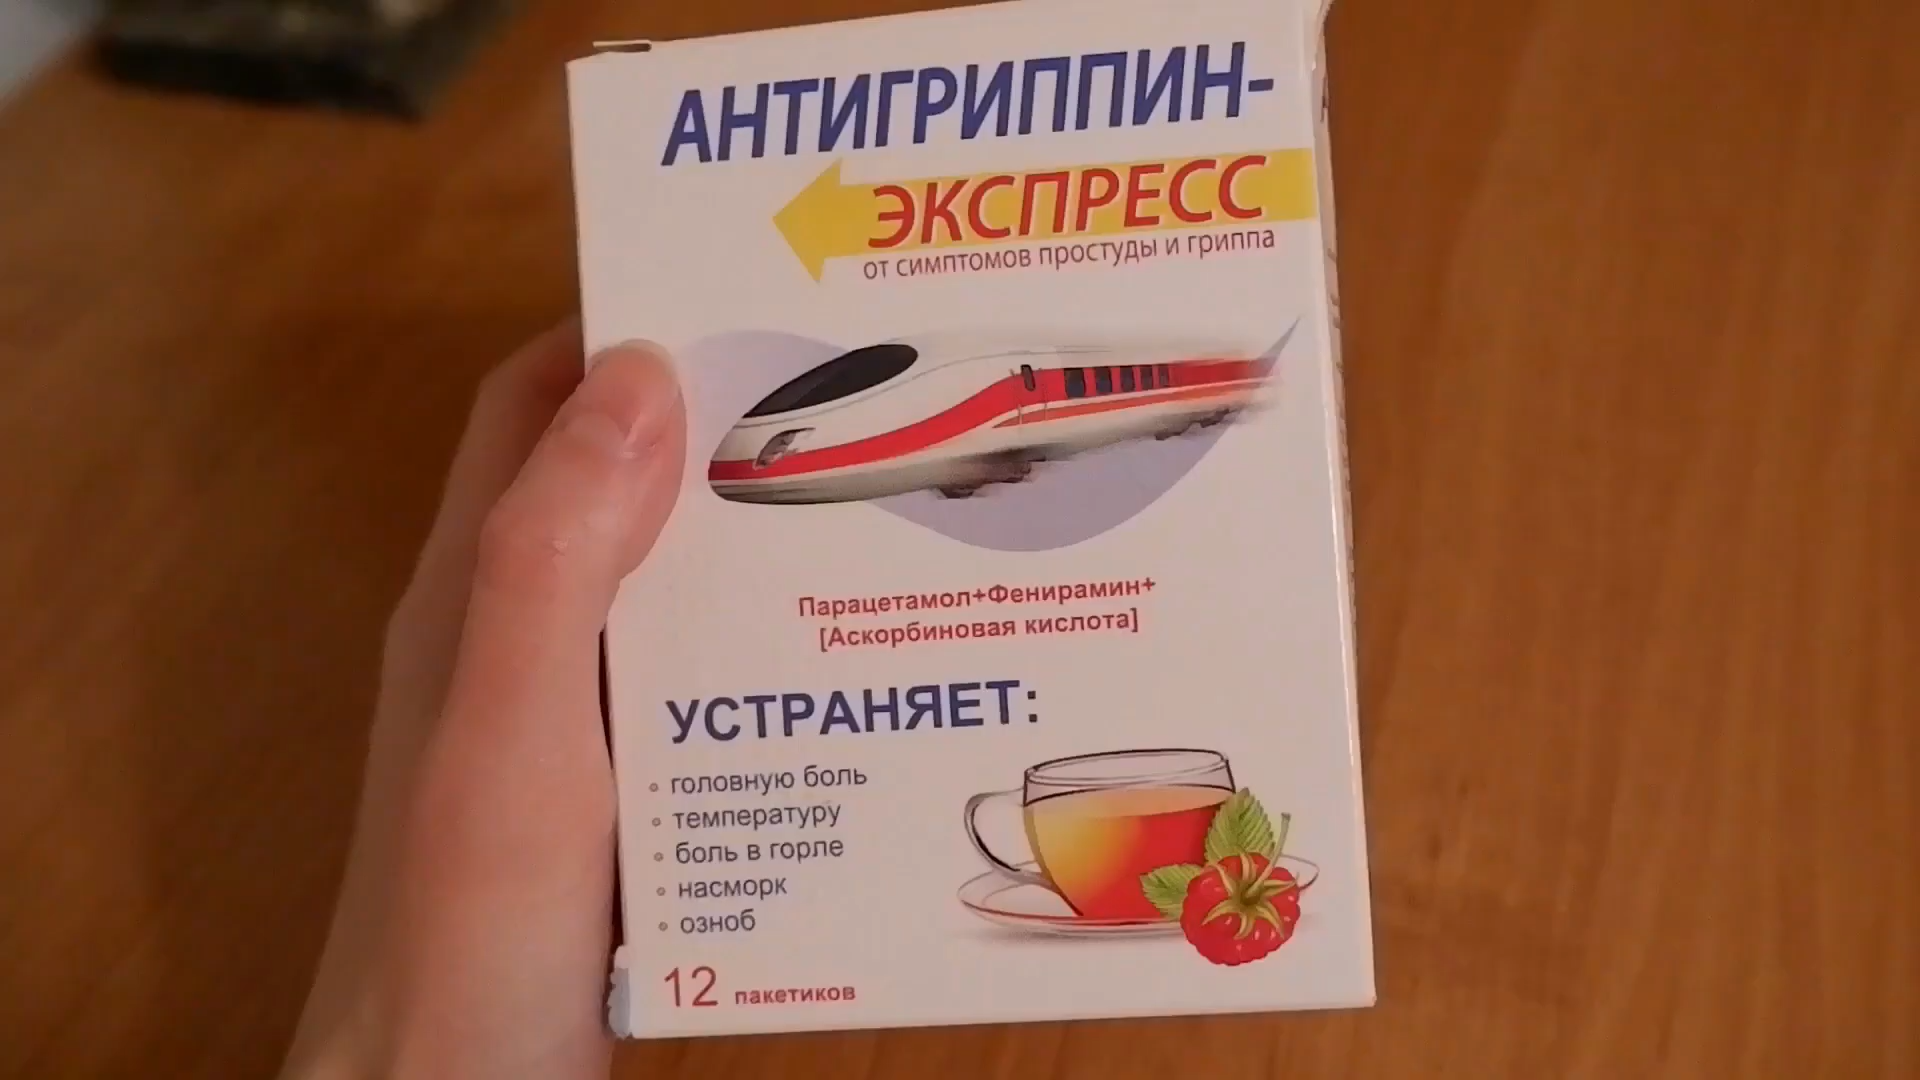 АНТИГРИППИН-
ЭКСПРЕСС
от симптомов простуды и гриппа
Парацетамол+Фенирамин+
[Аскорбиновая кислота]
УСТРАНЯЕТ:
• головную боль
• температуру
• боль в горле
• насморк
• озноб
12 пакетиков